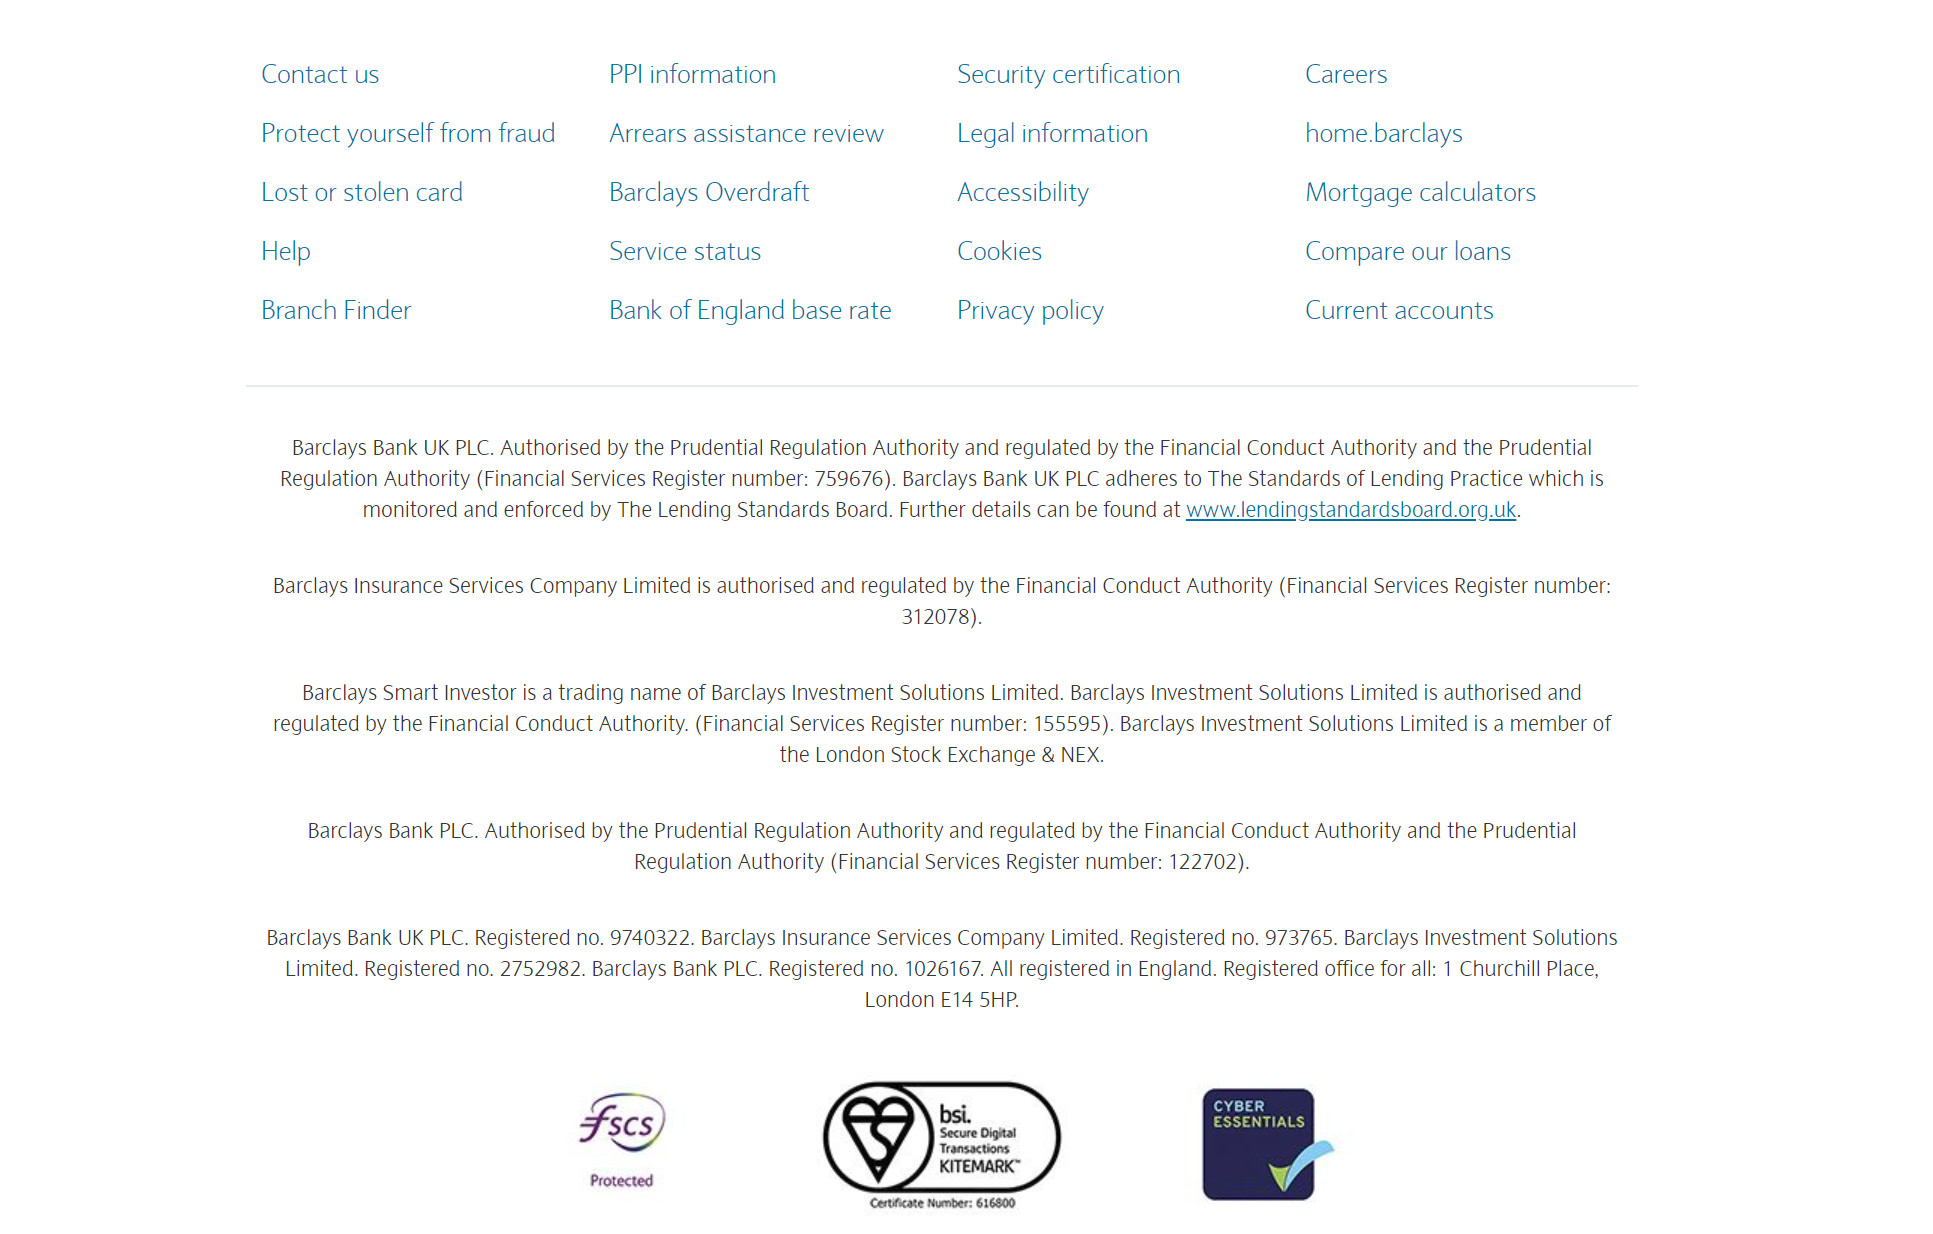 Contact us
PPI information
Security certification
Careers
Protect yourself from fraud
Arrears assistance review
Legal information
home.barclays
Lost or stolen card
Barclays Overdraft
Accessibility
Mortgage calculators
Help
Service status
Cookies
Compare our loans
Branch Finder
Bank of England base rate
Privacy policy
Current accounts
Barclays Bank UK PLC. Authorised by the Prudential Regulation Authority and regulated by the Financial Conduct Authority and the Prudential
Regulation Authority (Financial Services Register number: 759676). Barclays Bank UK PLC adheres to The Standards of Lending Practice which is
monitored and enforced by The Lending Standards Board. Further details can be found at www.lendingstandardsboard.org.uk.
Barclays Insurance Services Company Limited is authorised and regulated by the Financial Conduct Authority (Financial Services Register number:
312078).
Barclays Smart Investor is a trading name of Barclays Investment Solutions Limited. Barclays Investment Solutions Limited is authorised and
regulated by the Financial Conduct Authority. (Financial Services Register number: 155595). Barclays Investment Solutions Limited is a member of
the London Stock Exchange & NEX.
Barclays Bank PLC. Authorised by the Prudential Regulation Authority and regulated by the Financial Conduct Authority and the Prudential
Regulation Authority (Financial Services Register number: 122702).
Barclays Bank UK PLC. Registered no. 9740322. Barclays Insurance Services Company Limited. Registered no. 973765. Barclays Investment Solutions
Limited. Registered no. 2752982. Barclays Bank PLC. Registered no. 1026167. All registered in England. Registered office for all: 1 Churchill Place,
London E14 5HP.
fscs
Protected
bsi.
Secure Digital
Transactions
KITEMARK™
Certificate Number: 616800
CYBER
ESSENTIALS